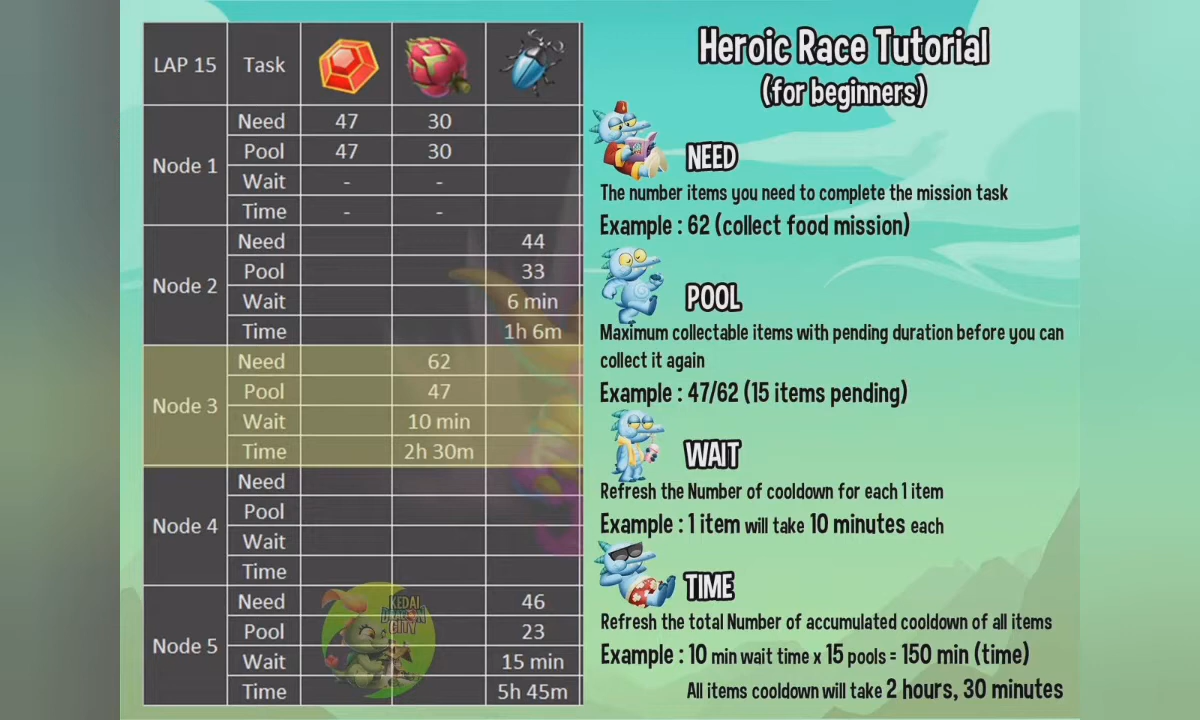 LAP 15 Task
Node 1
Need 47 30
Pool 47 30
Wait - -
Time - -
Node 2
Need 44
Pool 33
Wait 6 min
Time 1h 6m
Node 3
Need 62
Pool 47
Wait 10 min
Time 2h 30m
Node 4
Need
Pool
Wait
Time
Node 5
Need 46
Pool 23
Wait 15 min
Time 5h 45m
KEDAI
DRAGON
CITY
Heroic Race Tutorial
(for beginners)
NEED
The number items you need to complete the mission task
Example : 62 (collect food mission)
POOL
Maximum collectable items with pending duration before you can
collect it again
Example : 47/62 (15 items pending)
WAIT
Refresh the Number of cooldown for each 1 item
Example : 1 item will take 10 minutes each
TIME
Refresh the total Number of accumulated cooldown of all items
Example : 10 min wait time x 15 pools = 150 min (time)
All items cooldown will take 2 hours, 30 minutes